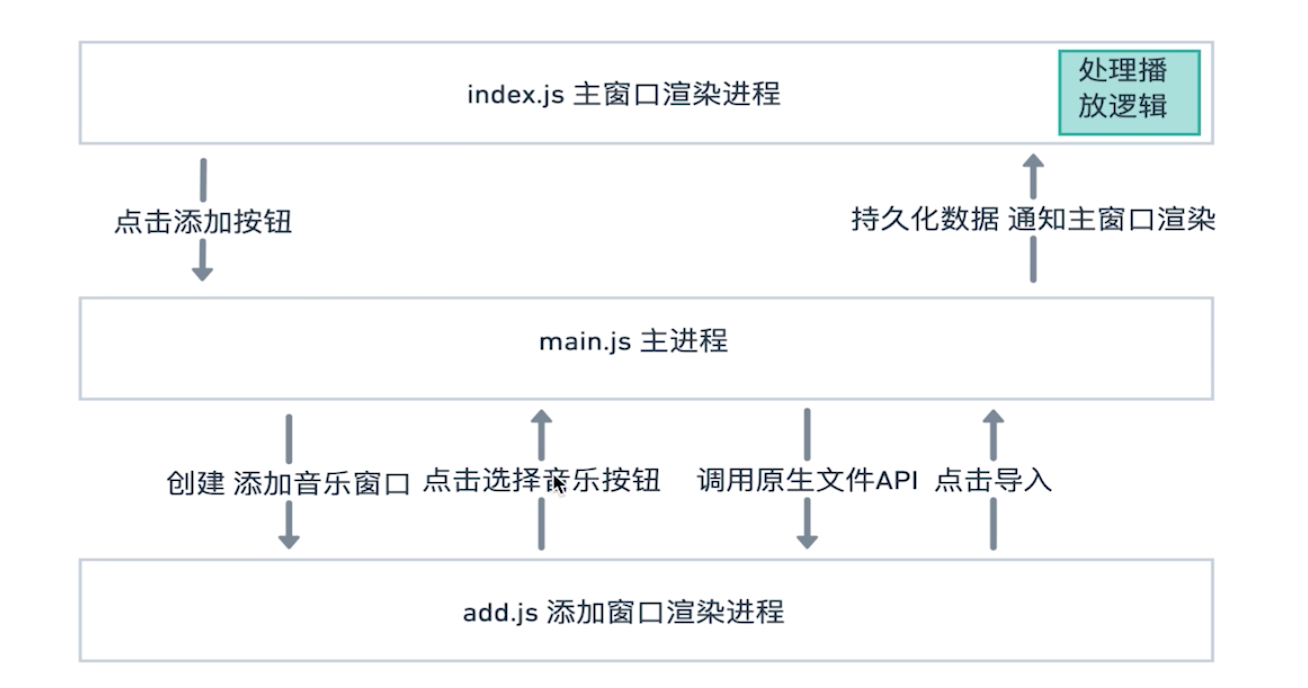 index.js 主窗口渲染进程
处理播
放逻辑
点击添加按钮
持久化数据 通知主窗口渲染
main.js 主进程
创建 添加音乐窗口
点击选择音乐按钮
调用原生文件API
点击导入
add.js 添加窗口渲染进程